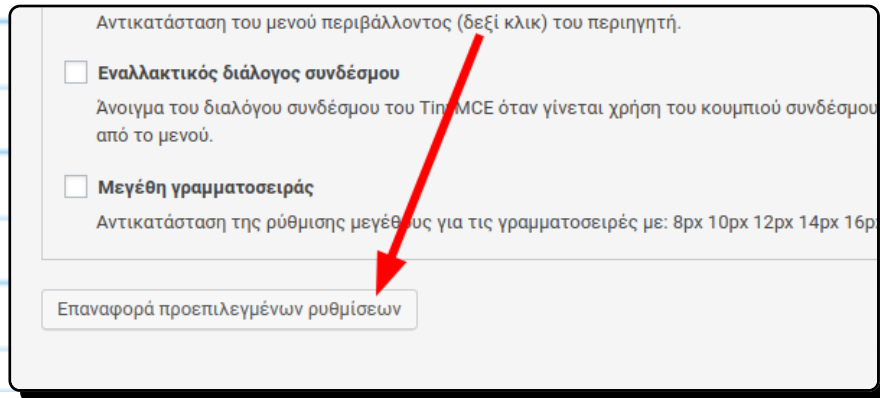 Αντικατάσταση του μενού περιβάλλοντος (δεξί κλικ) του περιηγητή.
Εναλλακτικός διάλογος συνδέσμου
Άνοιγμα του διαλόγου συνδέσμου του TinyMCE όταν γίνεται χρήση του κουμπιού συνδέσμου
από το μενού.
Μεγέθη γραμματοσειράς
Αντικατάσταση της ρύθμισης μεγέθους για τις γραμματοσειρές με: 8px 10px 12px 14px 16p
Επαναφορά προεπιλεγμένων ρυθμίσεων